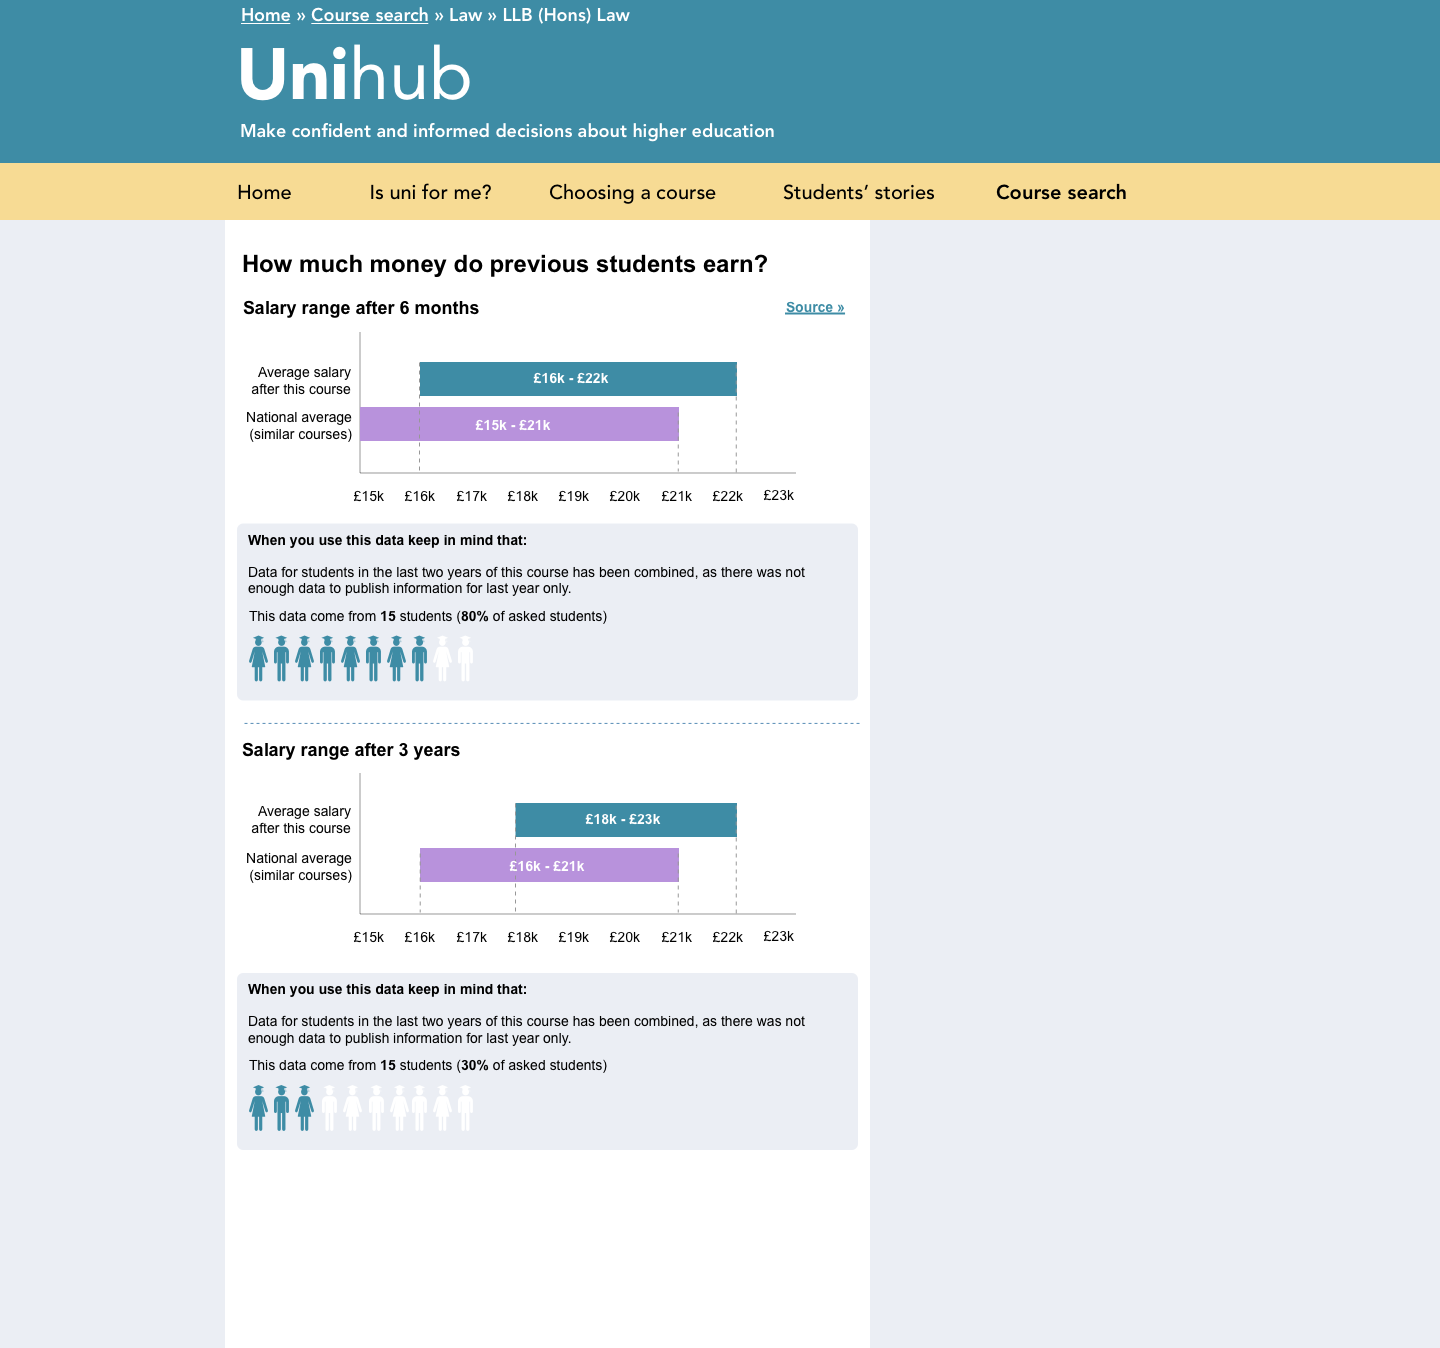 Home » Course search » Law » LLB (Hons) Law
Unihub
Make confident and informed decisions about higher education
Home Is uni for me? Choosing a course Students’ stories Course search
How much money do previous students earn?
Salary range after 6 months
Source »
Average salary
after this course
£16k - £22k
National average
(similar courses)
£15k - £21k
£15k £16k £17k £18k £19k £20k £21k £22k £23k
When you use this data keep in mind that:
Data for students in the last two years of this course has been combined, as there was not
enough data to publish information for last year only.
This data come from 15 students (80% of asked students)
Salary range after 3 years
Average salary
after this course
£18k - £23k
National average
(similar courses)
£16k - £21k
£15k £16k £17k £18k £19k £20k £21k £22k £23k
When you use this data keep in mind that:
Data for students in the last two years of this course has been combined, as there was not
enough data to publish information for last year only.
This data come from 15 students (30% of asked students)